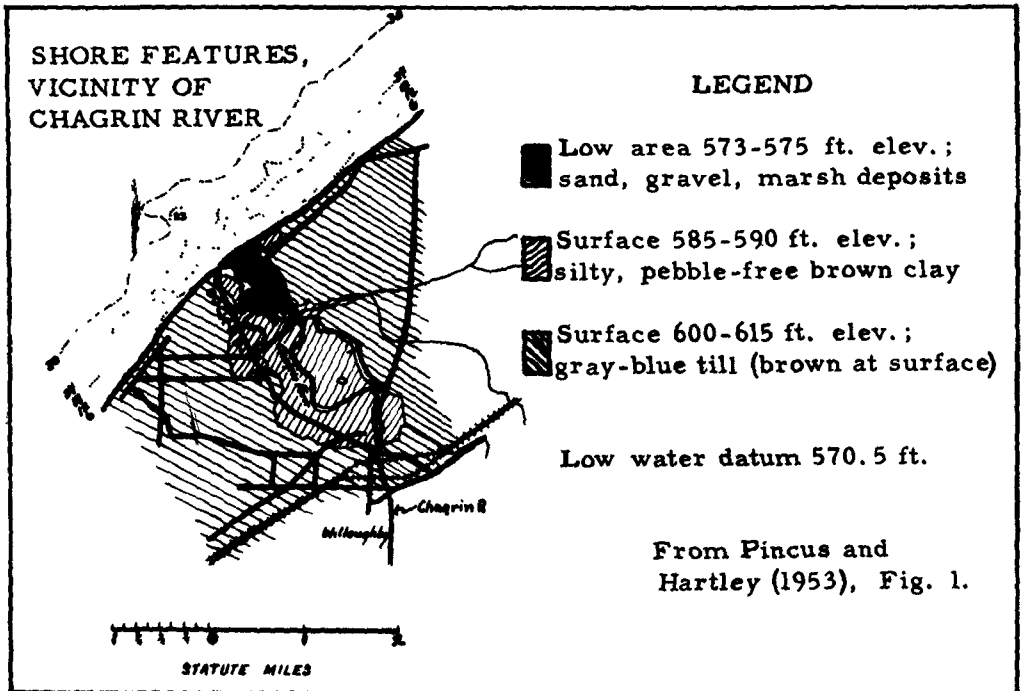 SHORE FEATURES,
VICINITY OF
CHAGRIN RIVER
LEGEND
Low area 573-575 ft. elev.;
sand, gravel, marsh deposits
Surface 585-590 ft. elev.;
silty, pebble-free brown clay
Surface 600-615 ft. elev.;
gray-blue till (brown at surface)
Low water datum 570.5 ft.
Chagrin R
Willoughby
From Pincus and
Hartley (1953), Fig. 1.
STATUTE MILES